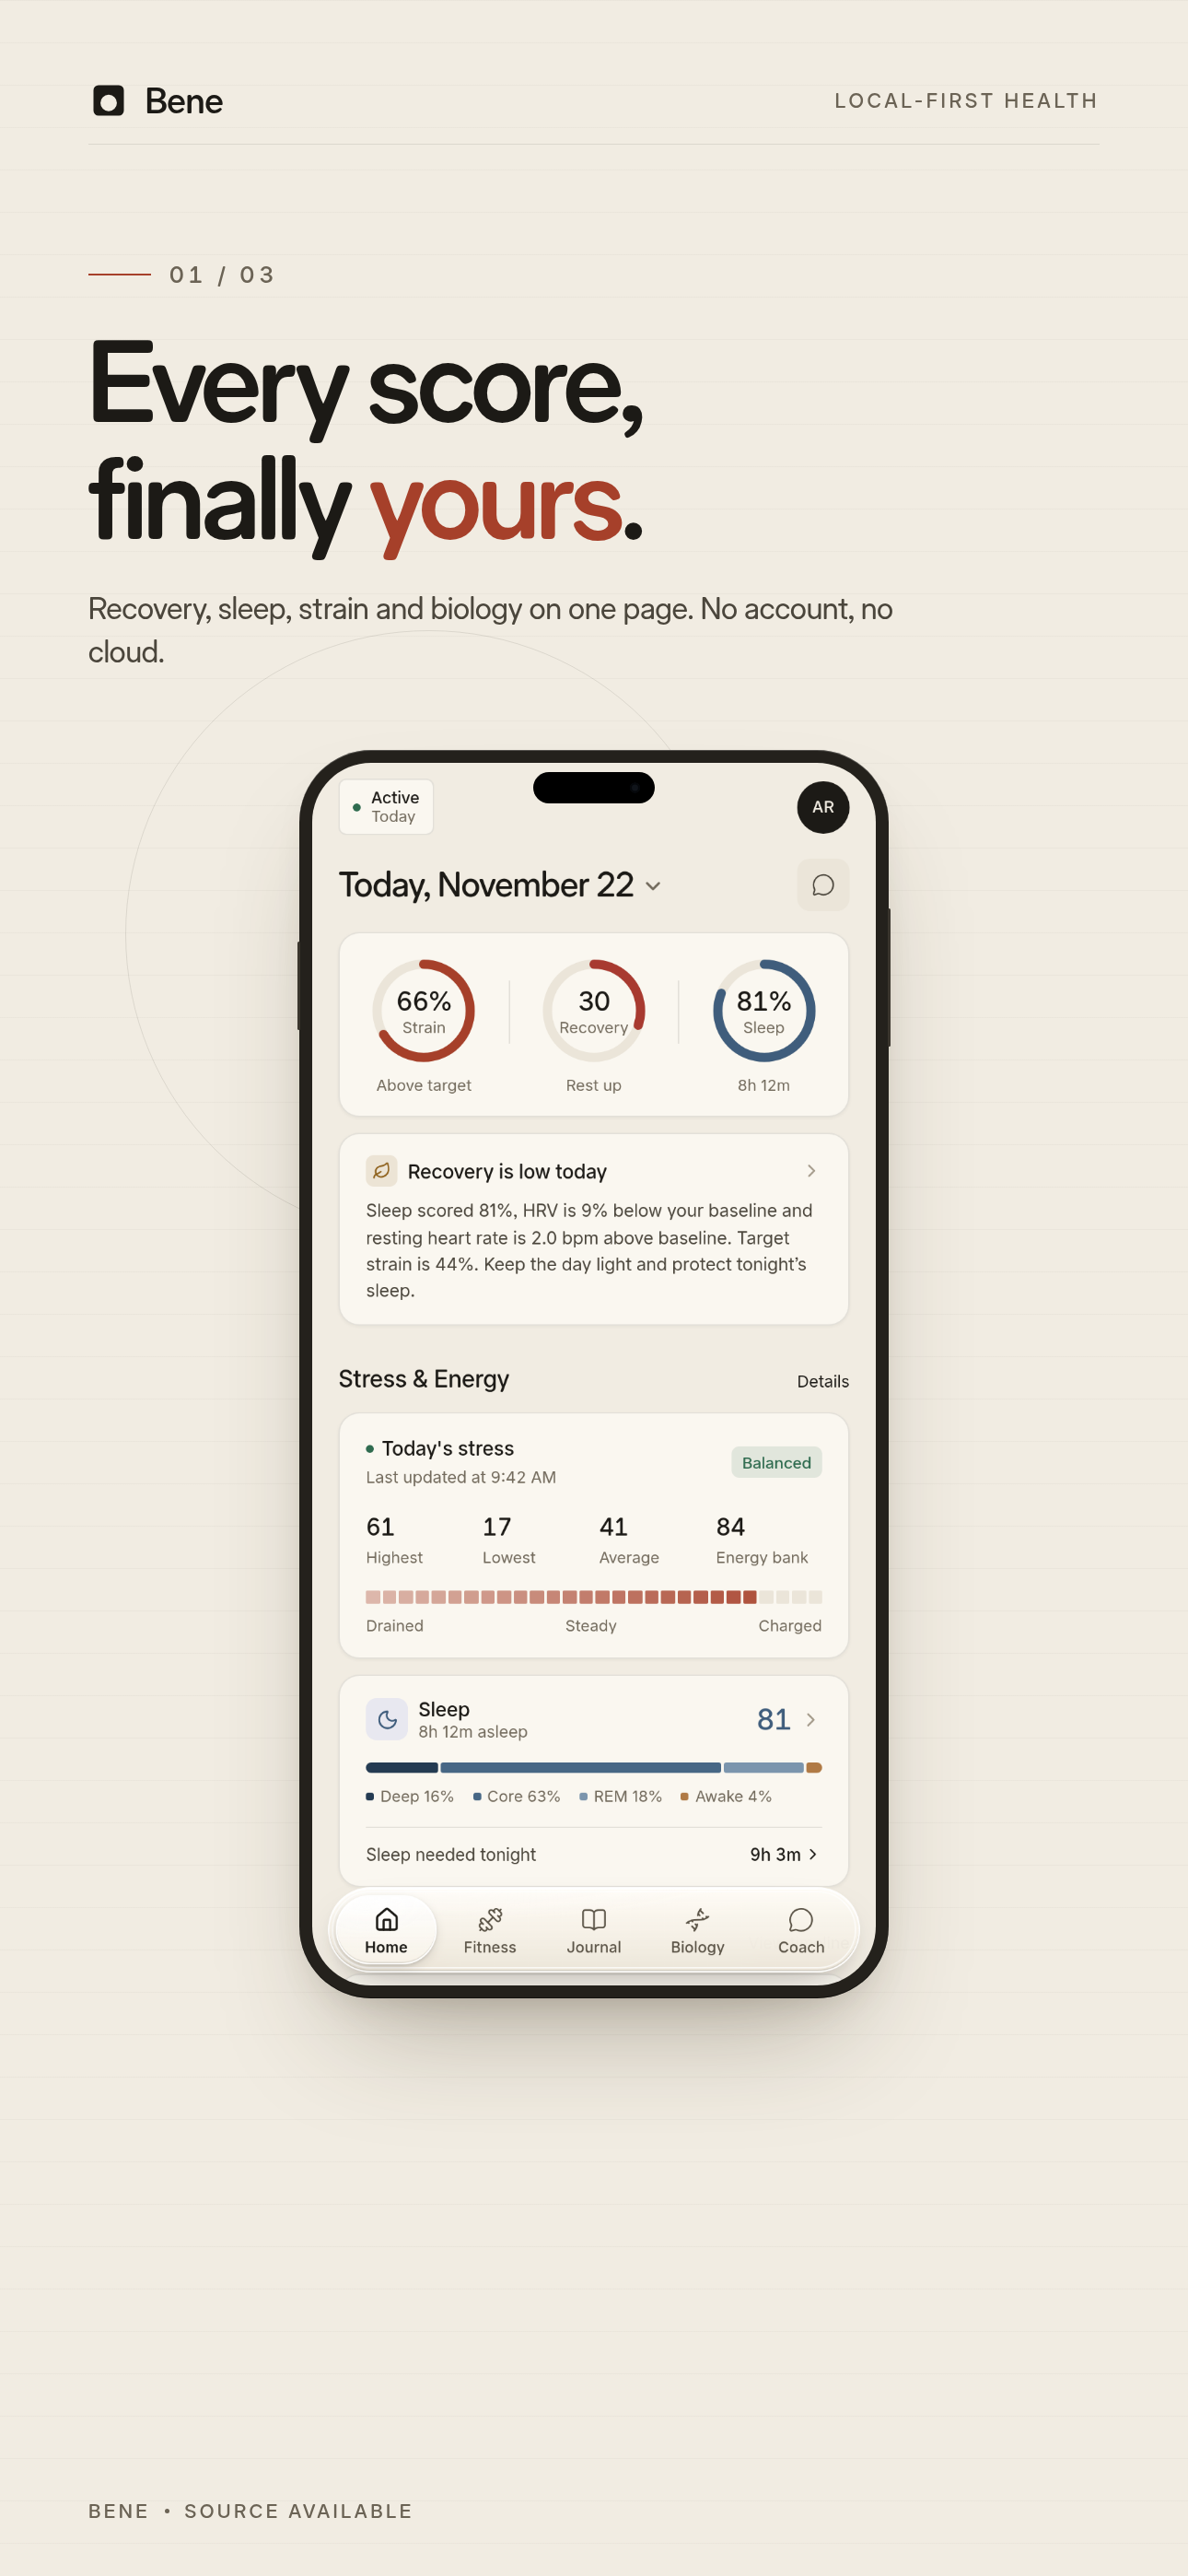 Bene
LOCAL-FIRST HEALTH
01 / 03
Every score,
finally yours.
Recovery, sleep, strain and biology on one page. No account, no
cloud.
Active
Today
AR
Today, November 22
66%
Strain
Above target
30
Recovery
Rest up
81%
Sleep
8h 12m
Recovery is low today
Sleep scored 81%, HRV is 9% below your baseline and
resting heart rate is 2.0 bpm above baseline. Target
strain is 44%. Keep the day light and protect tonight’s
sleep.
Stress & Energy
Details
Today's stress
Last updated at 9:42 AM
Balanced
61
Highest
17
Lowest
41
Average
84
Energy bank
Drained
Steady
Charged
Sleep
8h 12m asleep
81
Deep 16%
Core 63%
REM 18%
Awake 4%
Sleep needed tonight
9h 3m
Home
Fitness
Journal
Biology
Coach
BENE • SOURCE AVAILABLE